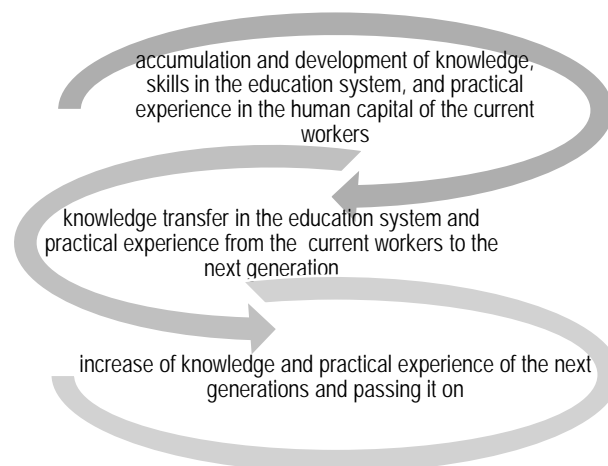 accumulation and development of knowledge,
skills in the education system, and practical
experience in the human capital of the current
workers
knowledge transfer in the education system and
practical experience from the current workers to the
next generation
increase of knowledge and practical experience of the next
generations and passing it on